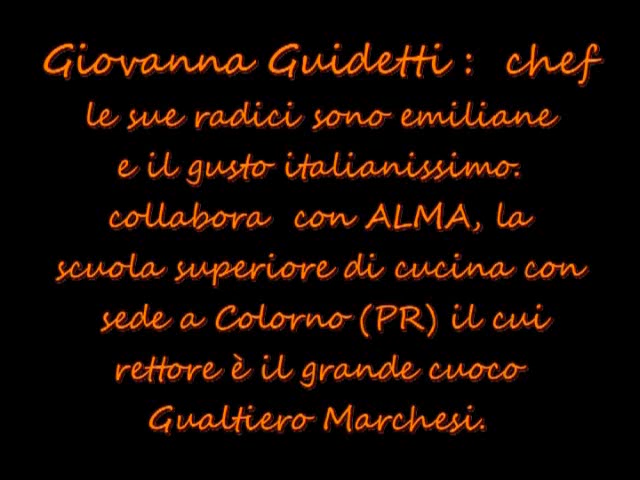 Giovanna Guidetti : chef
le sue radici sono emiliane
e il gusto italianissimo.
collabora con ALMA, la
scuola superiore di cucina con
sede a Colorno (PR) il cui
rettore è il grande cuoco
Gualtiero Marchesi.